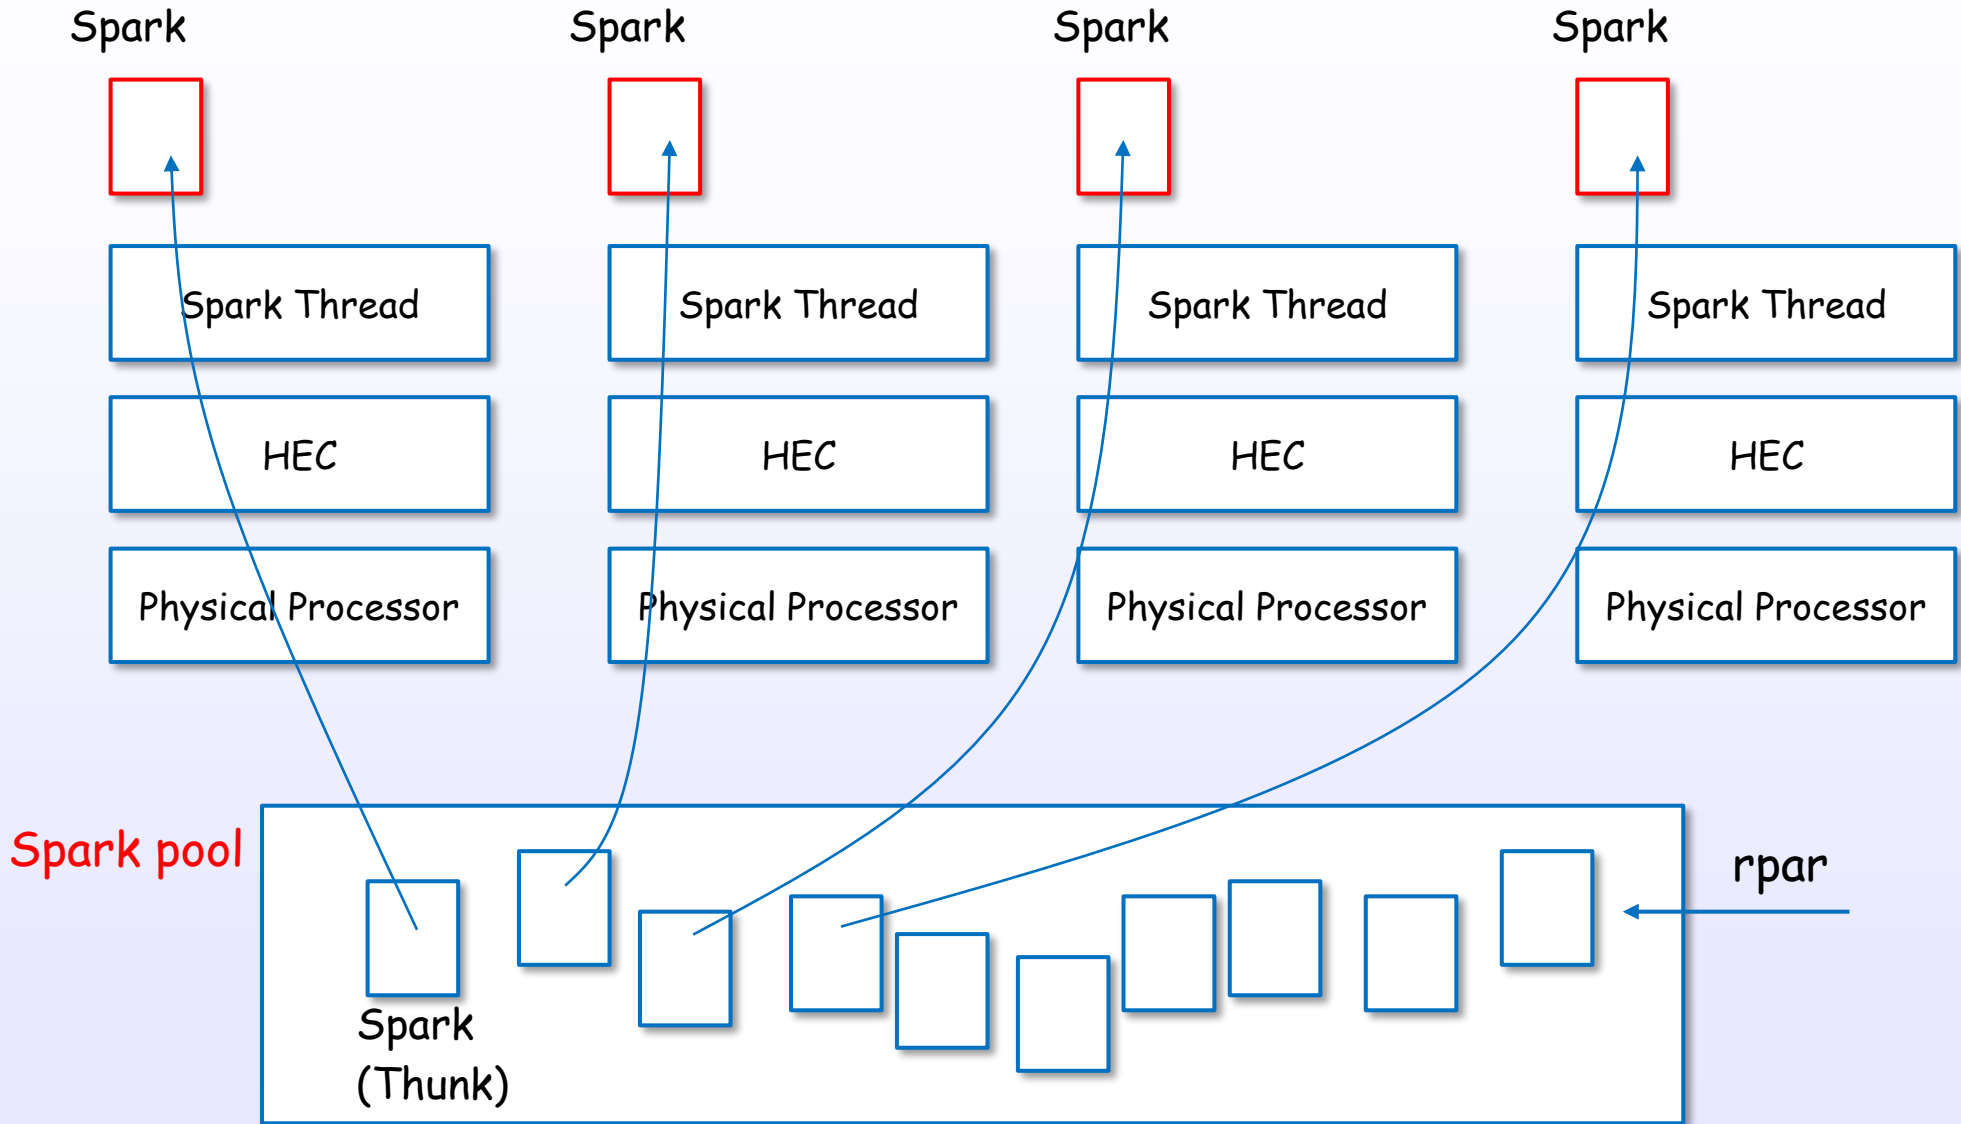 Spark Spark Spark Spark
Spark Thread Spark Thread Spark Thread Spark Thread
HEC HEC HEC HEC
Physical Processor Physical Processor Physical Processor Physical Processor
Spark pool
rpar
Spark
(Thunk)